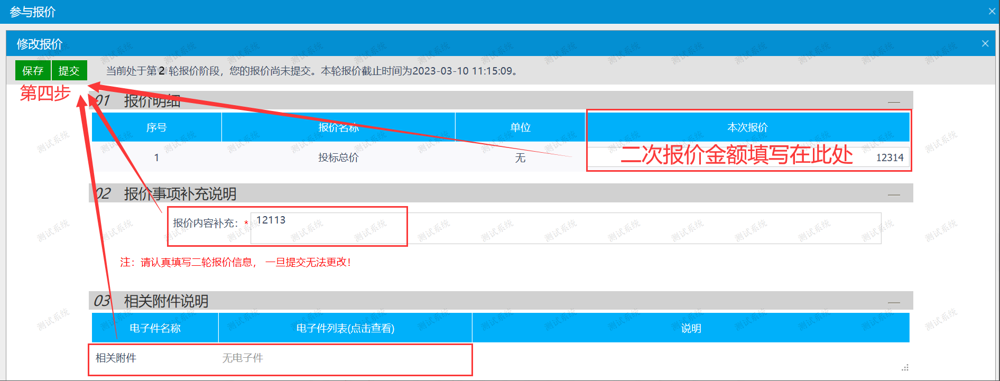 参与报价
修改报价
保存 提交 当前处于第 2 轮报价阶段，您的报价尚未提交。本轮报价截止时间为2023-03-10 11:15:09。
第四步
01 报价明细
序号 报价名称 单位 本次报价
1 投标总价 无 二次报价金额填写在此处 12314
02 报价事项补充说明
报价内容补充：* 12113
注：请认真填写二轮报价信息， 一旦提交无法更改！
03 相关附件说明
电子件名称 电子件列表(点击查看) 说明
相关附件 无电子件
测试系统